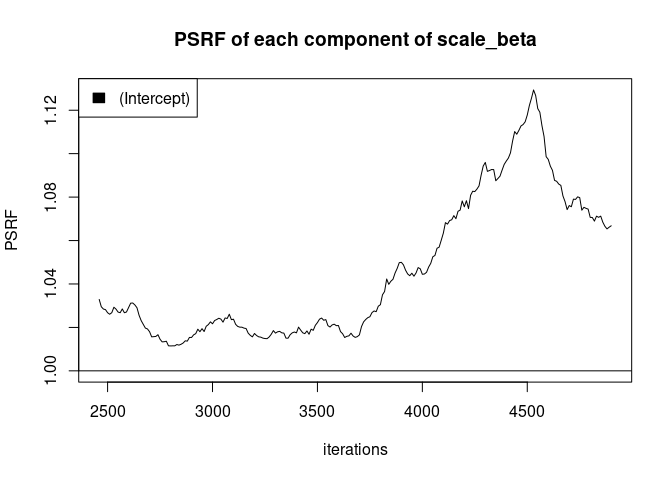 PSRF of each component of scale_beta
(Intercept)
PSRF
1.00
1.04
1.08
1.12
2500
3000
3500
4000
4500
iterations